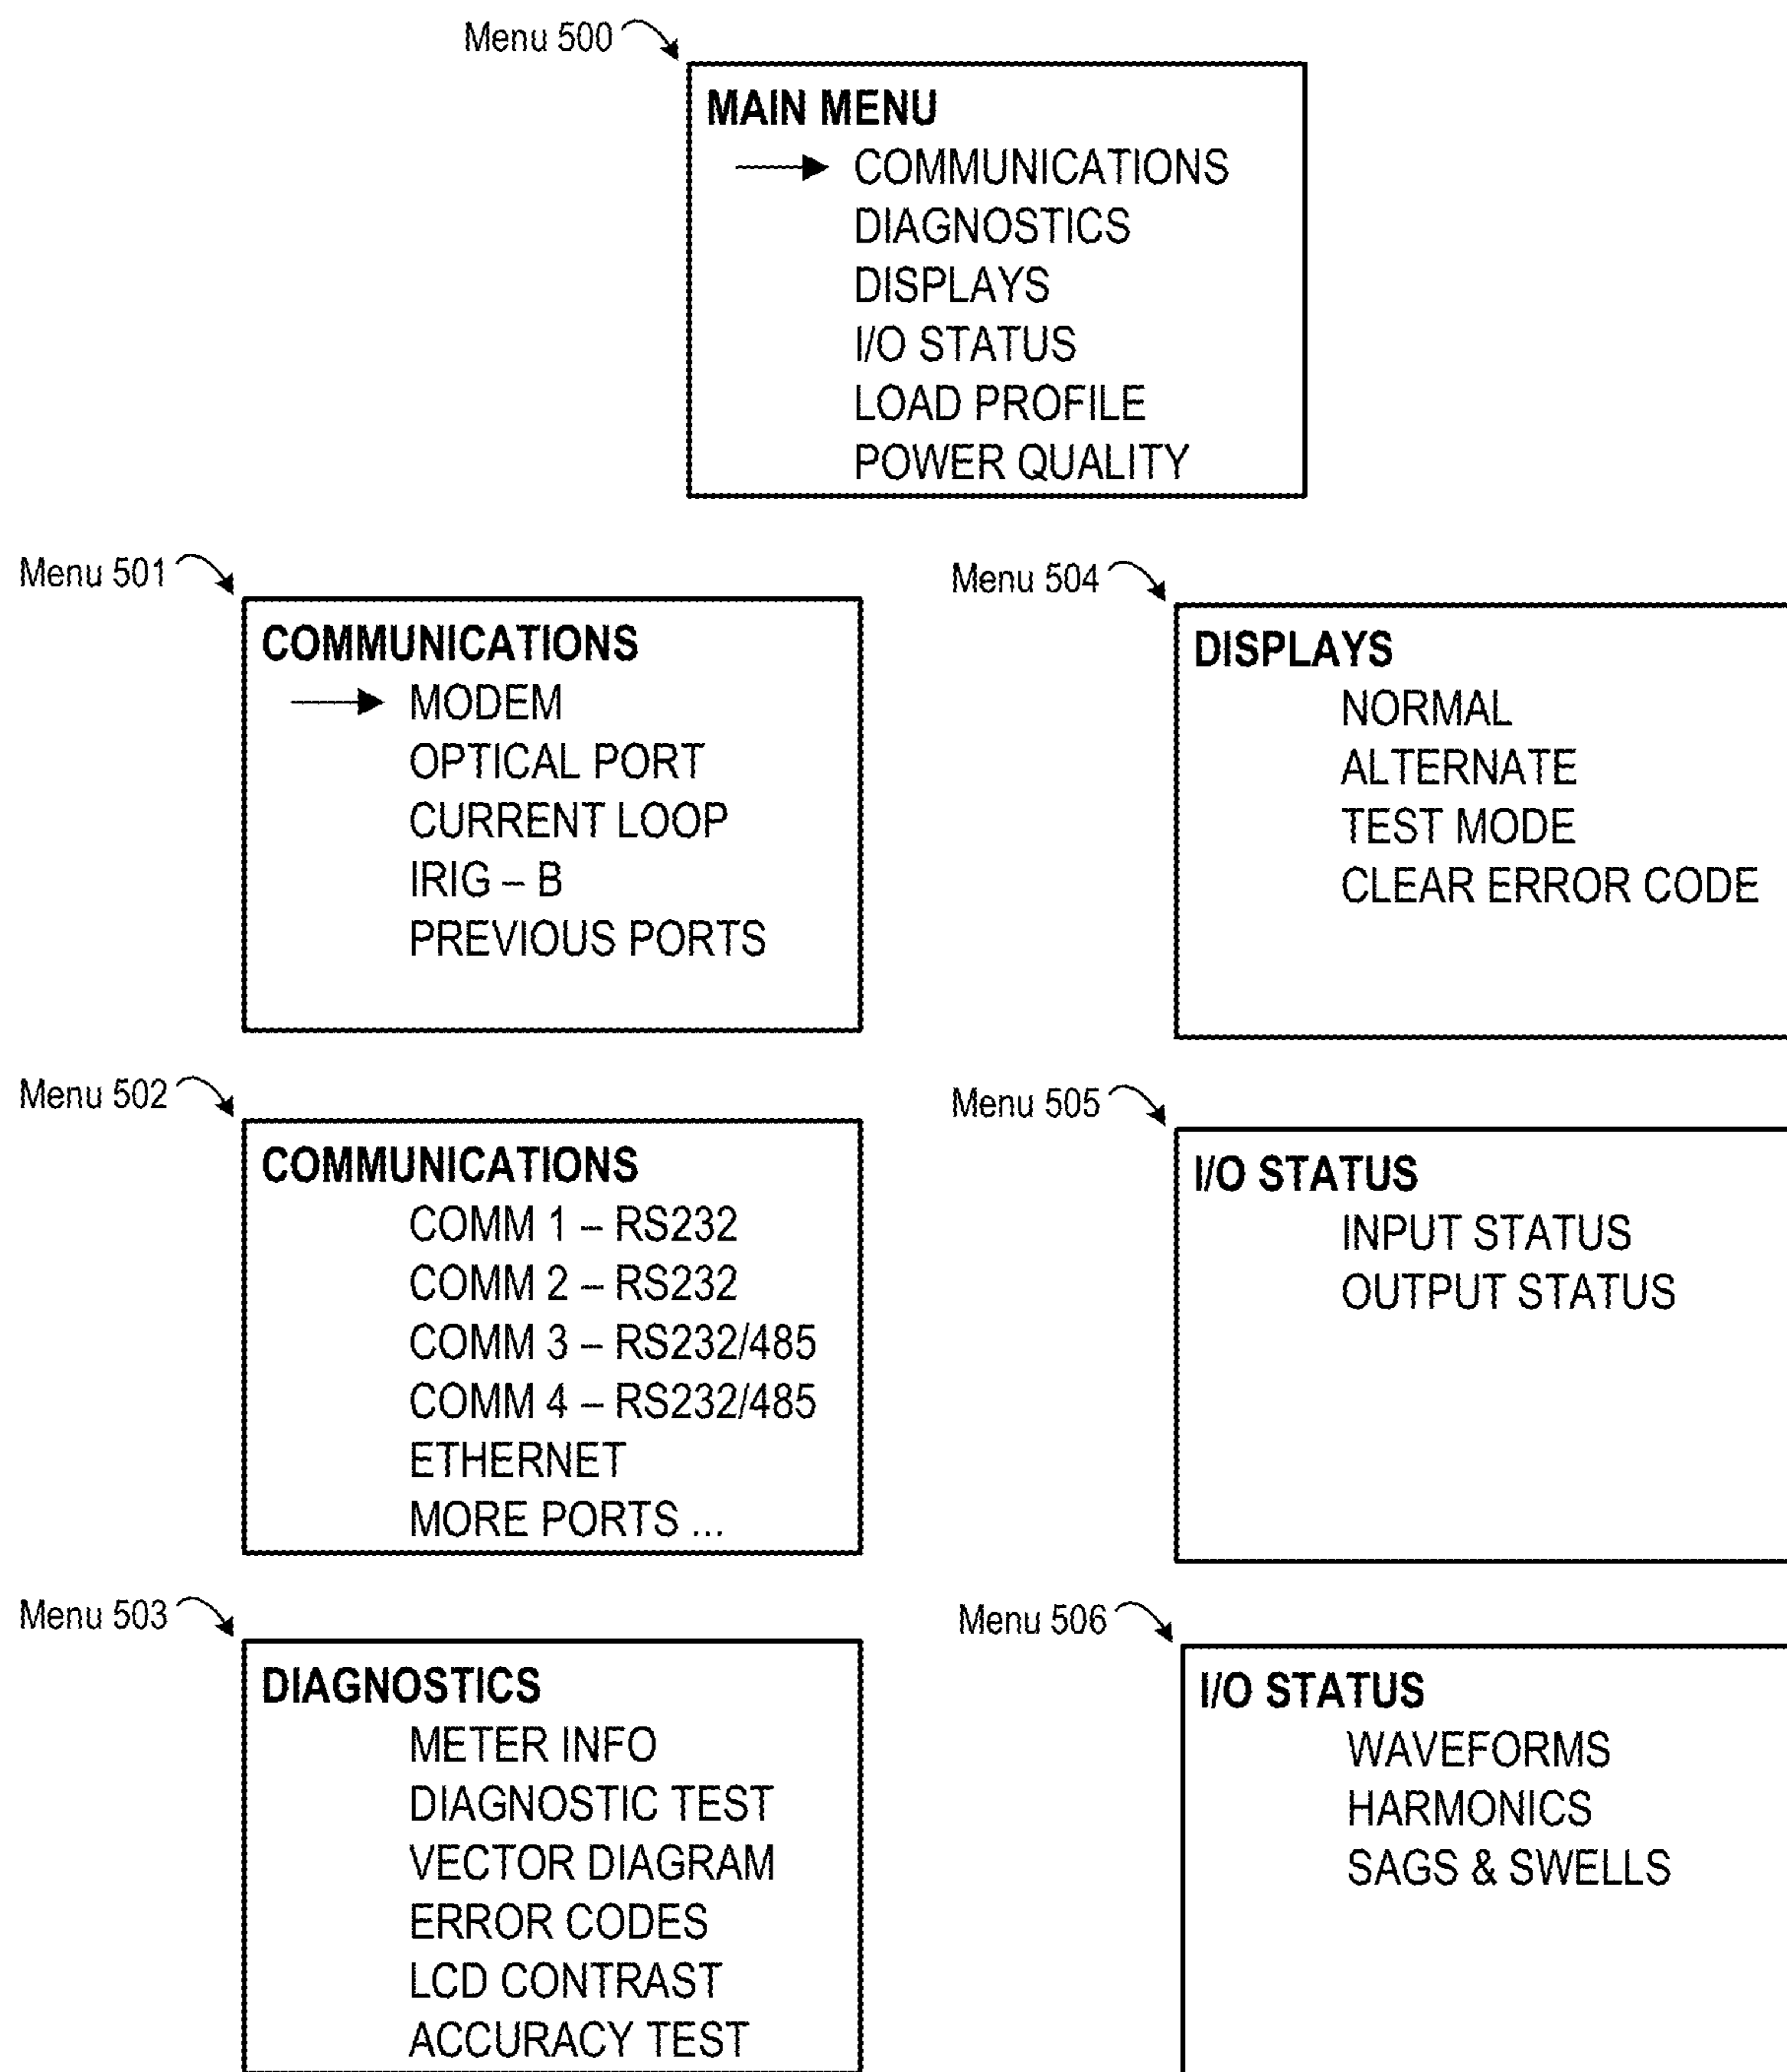 Menu 500
MAIN MENU
COMMUNICATIONS
DIAGNOSTICS
DISPLAYS
I/O STATUS
LOAD PROFILE
POWER QUALITY
Menu 501
COMMUNICATIONS
MODEM
OPTICAL PORT
CURRENT LOOP
IRIG – B
PREVIOUS PORTS
Menu 502
COMMUNICATIONS
COMM 1 – RS232
COMM 2 – RS232
COMM 3 – RS232/485
COMM 4 – RS232/485
ETHERNET
MORE PORTS ...
Menu 503
DIAGNOSTICS
METER INFO
DIAGNOSTIC TEST
VECTOR DIAGRAM
ERROR CODES
LCD CONTRAST
ACCURACY TEST
Menu 504
DISPLAYS
NORMAL
ALTERNATE
TEST MODE
CLEAR ERROR CODE
Menu 505
I/O STATUS
INPUT STATUS
OUTPUT STATUS
Menu 506
I/O STATUS
WAVEFORMS
HARMONICS
SAGS & SWELLS